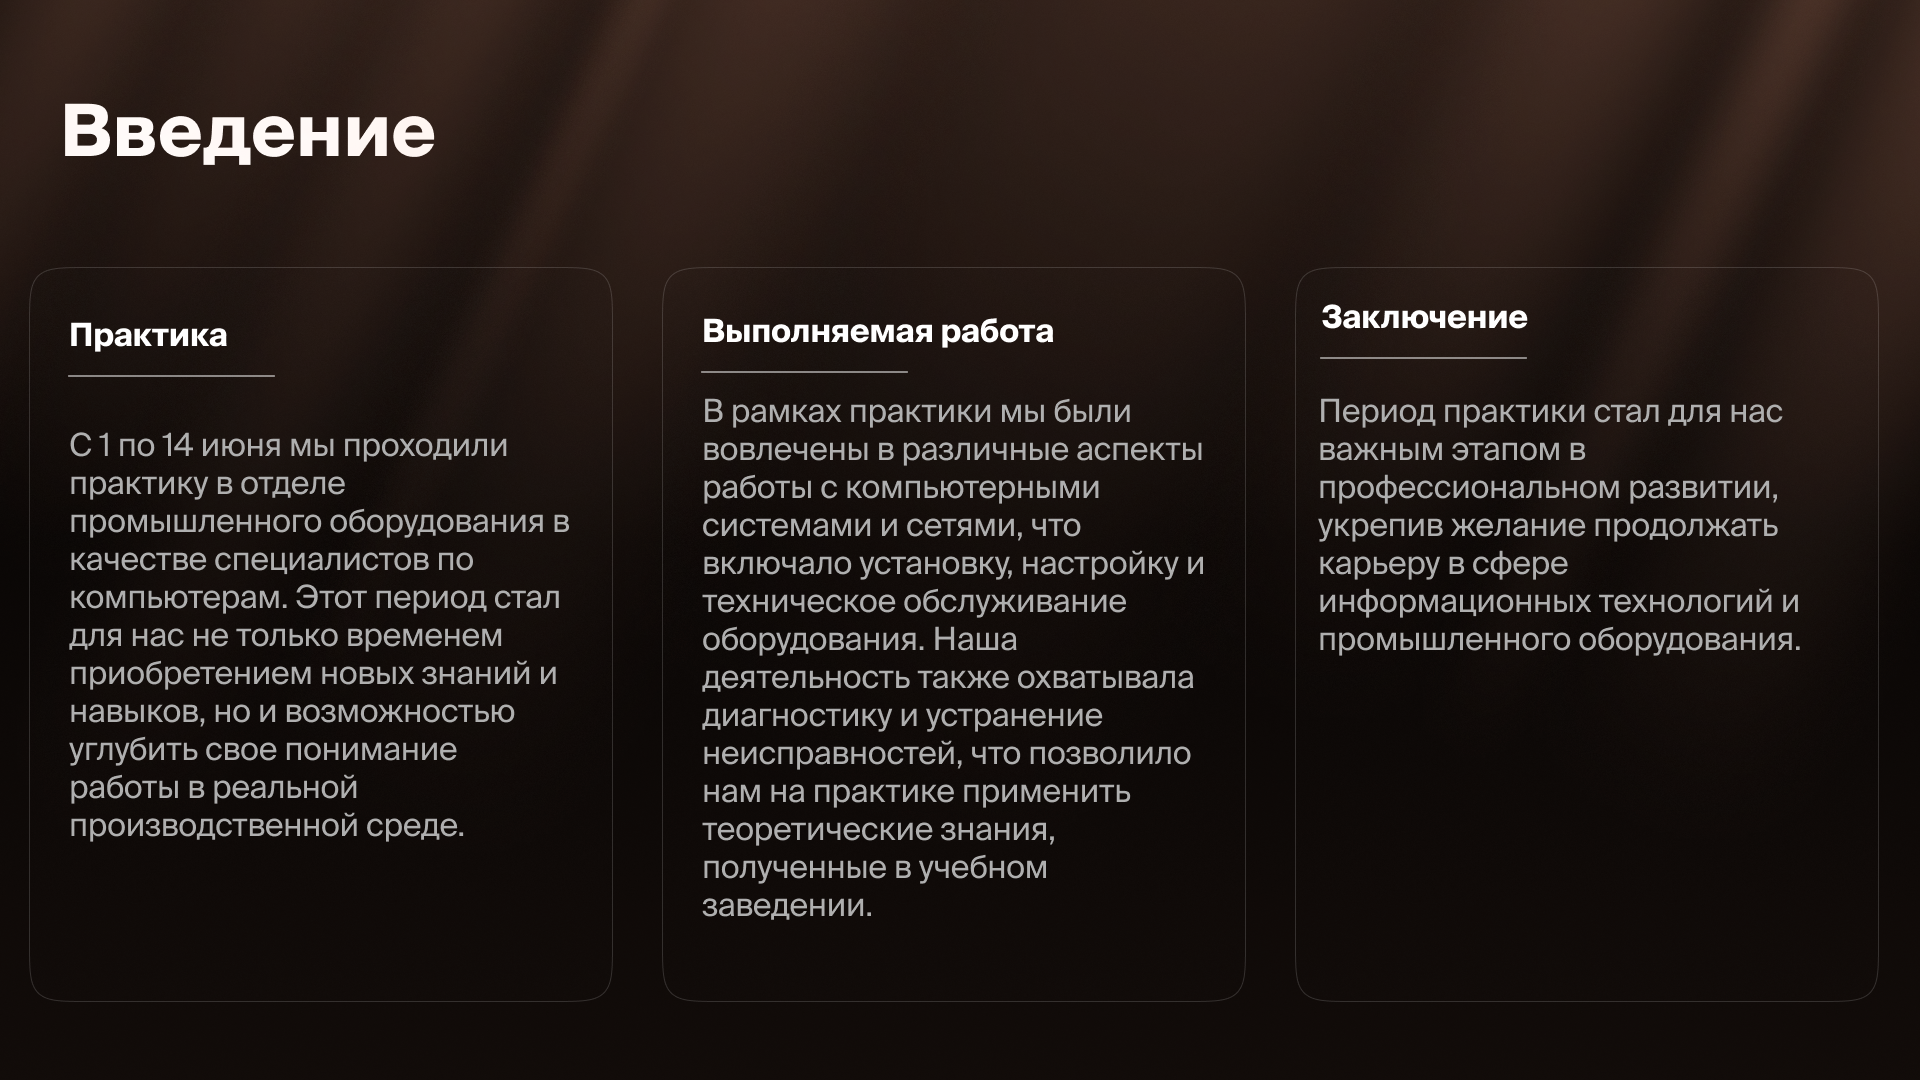 Введение
Практика
С 1 по 14 июня мы проходили
практику в отделе
промышленного оборудования в
качестве специалистов по
компьютерам. Этот период стал
для нас не только временем
приобретением новых знаний и
навыков, но и возможностью
углубить свое понимание
работы в реальной
производственной среде.
Выполняемая работа
В рамках практики мы были
вовлечены в различные аспекты
работы с компьютерными
системами и сетями, что
включало установку, настройку и
техническое обслуживание
оборудования. Наша
деятельность также охватывала
диагностику и устранение
неисправностей, что позволило
нам на практике применить
теоретические знания,
полученные в учебном
заведении.
Заключение
Период практики стал для нас
важным этапом в
профессиональном развитии,
укрепив желание продолжать
карьеру в сфере
информационных технологий и
промышленного оборудования.